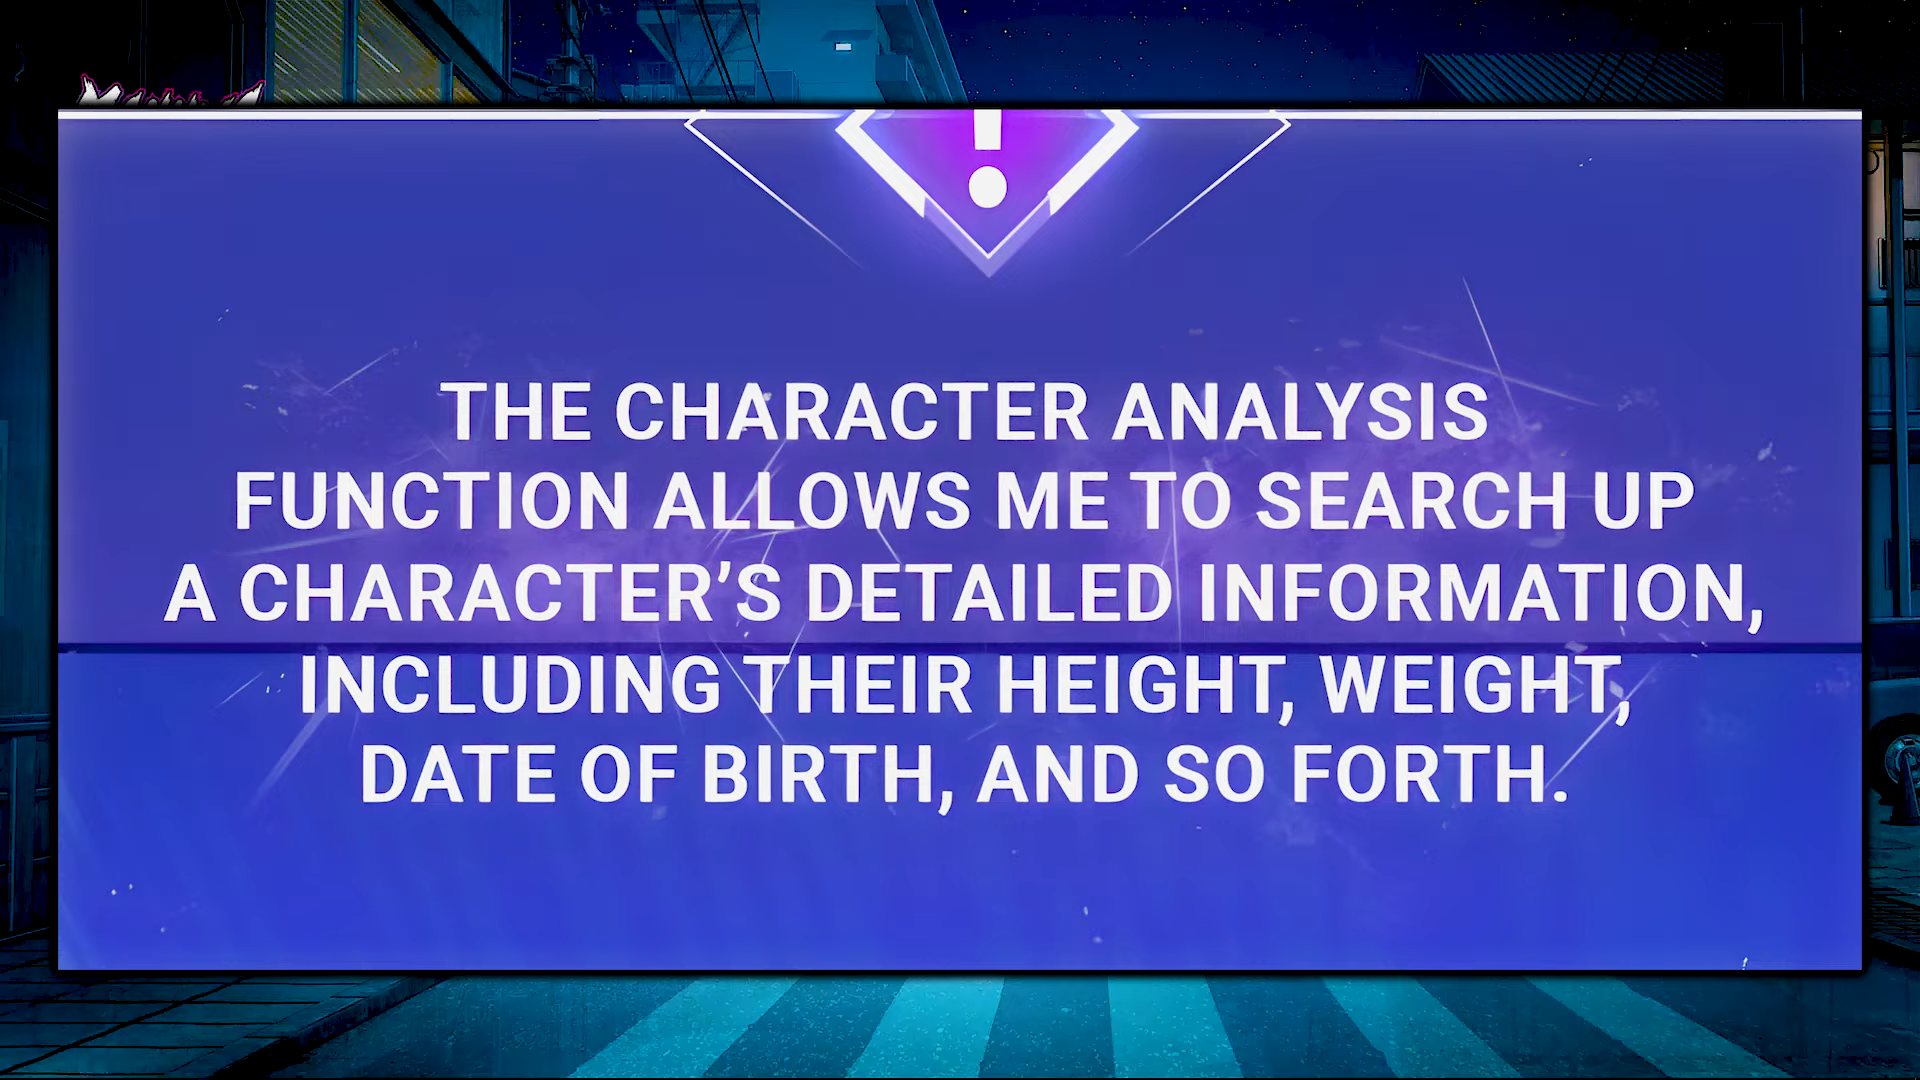 THE CHARACTER ANALYSIS
FUNCTION ALLOWS ME TO SEARCH UP
A CHARACTER’S DETAILED INFORMATION,
INCLUDING THEIR HEIGHT, WEIGHT,
DATE OF BIRTH, AND SO FORTH.